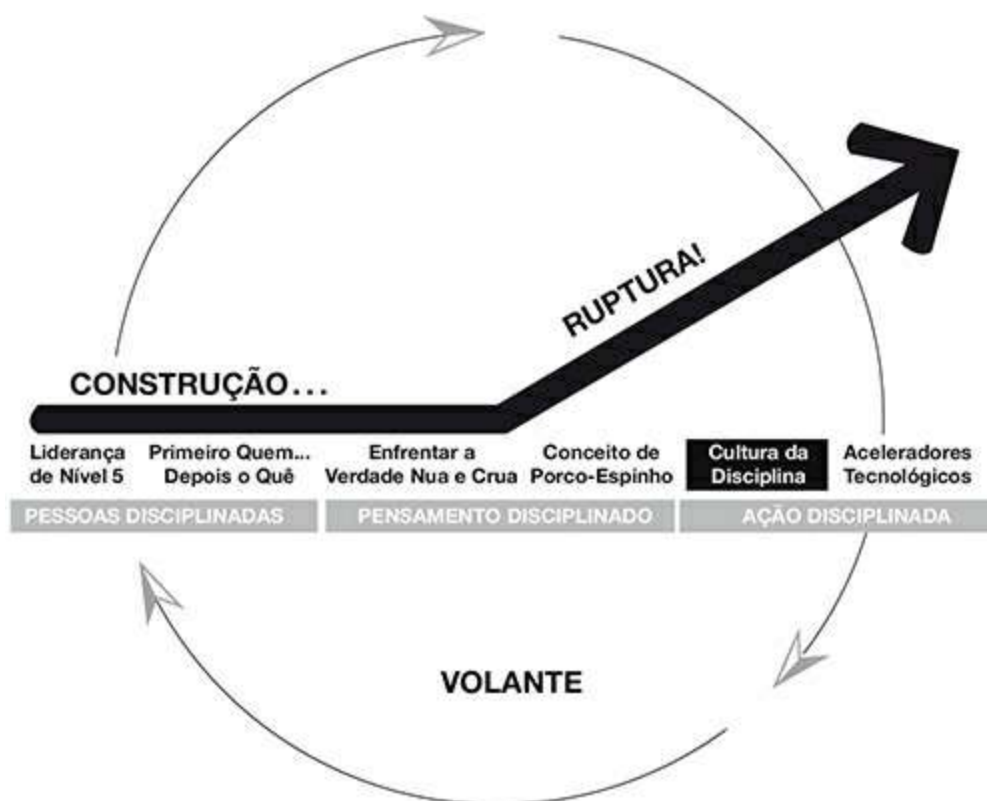 RUPTURA!
CONSTRUÇÃO...
Liderança
de Nível 5
Primeiro Quem...
Depois o Quê
Enfrentar a
Verdade Nua e Crua
Conceito de
Porco-Espinho
Cultura da
Disciplina
Aceleradores
Tecnológicos
PESSOAS DISCIPLINADAS
PENSAMENTO DISCIPLINADO
AÇÃO DISCIPLINADA
VOLANTE